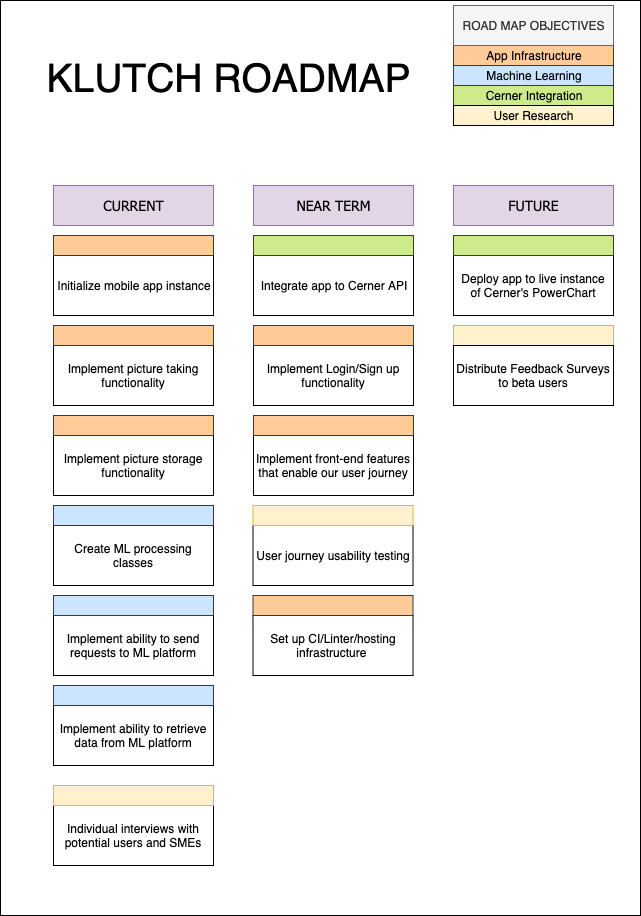 KLUTCH ROADMAP
ROAD MAP OBJECTIVES
App Infrastructure
Machine Learning
Cerner Integration
User Research
CURRENT
Initialize mobile app instance
Implement picture taking
functionality
Implement picture storage
functionality
Create ML processing
classes
Implement ability to send
requests to ML platform
Implement ability to retrieve
data from ML platform
Individual interviews with
potential users and SMEs
NEAR TERM
Integrate app to Cerner API
Implement Login/Sign up
functionality
Implement front-end features
that enable our user journey
User journey usability testing
Set up CI/Linter/hosting
infrastructure
FUTURE
Deploy app to live instance
of Cerner's PowerChart
Distribute Feedback Surveys
to beta users